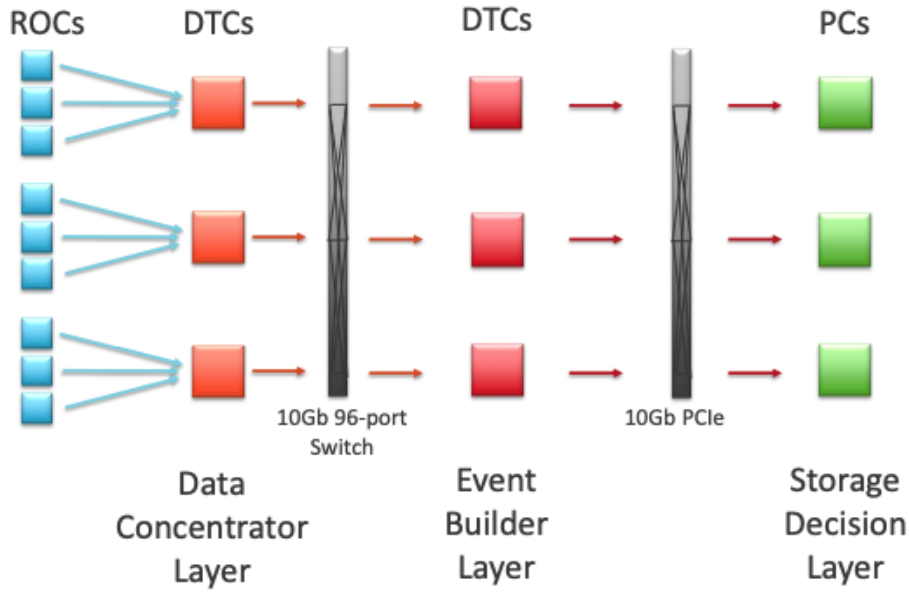 ROCs
DTCs
DTCs
PCs
10Gb 96-port
Switch
10Gb PCIe
Data
Concentrator
Layer
Event
Builder
Layer
Storage
Decision
Layer